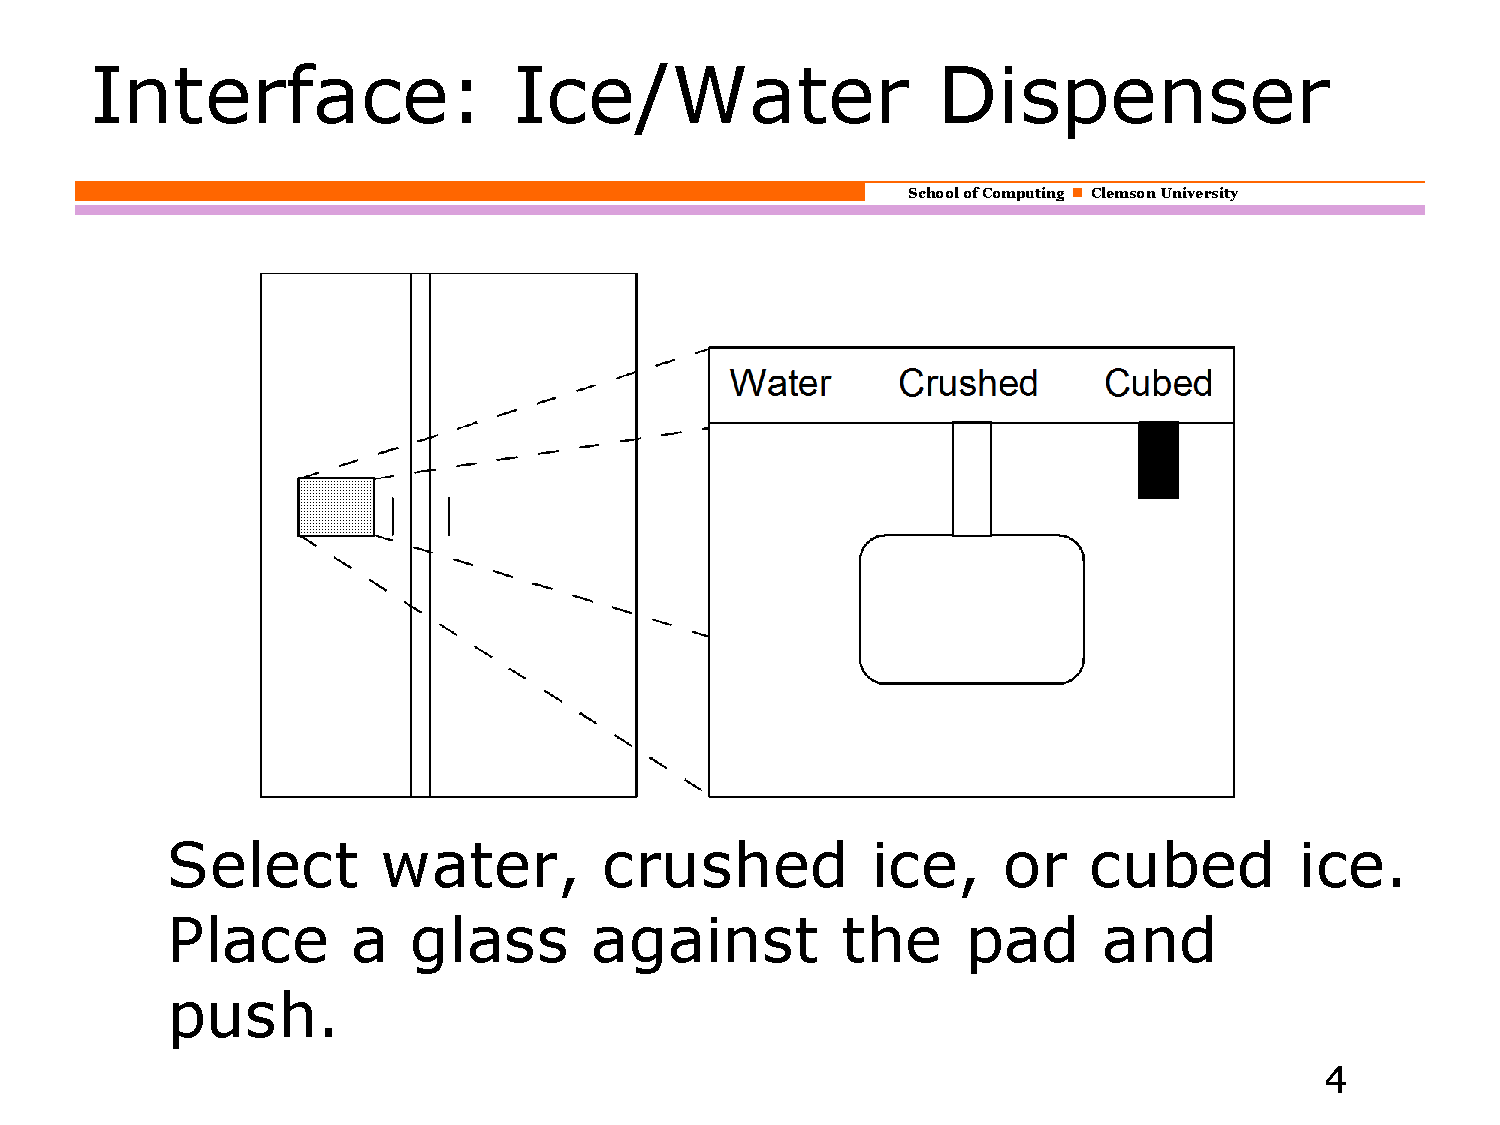 Interface: Ice/Water Dispenser
School of Computing ■ Clemson University
Water Crushed Cubed
Select water, crushed ice, or cubed ice.
Place a glass against the pad and
push.
4